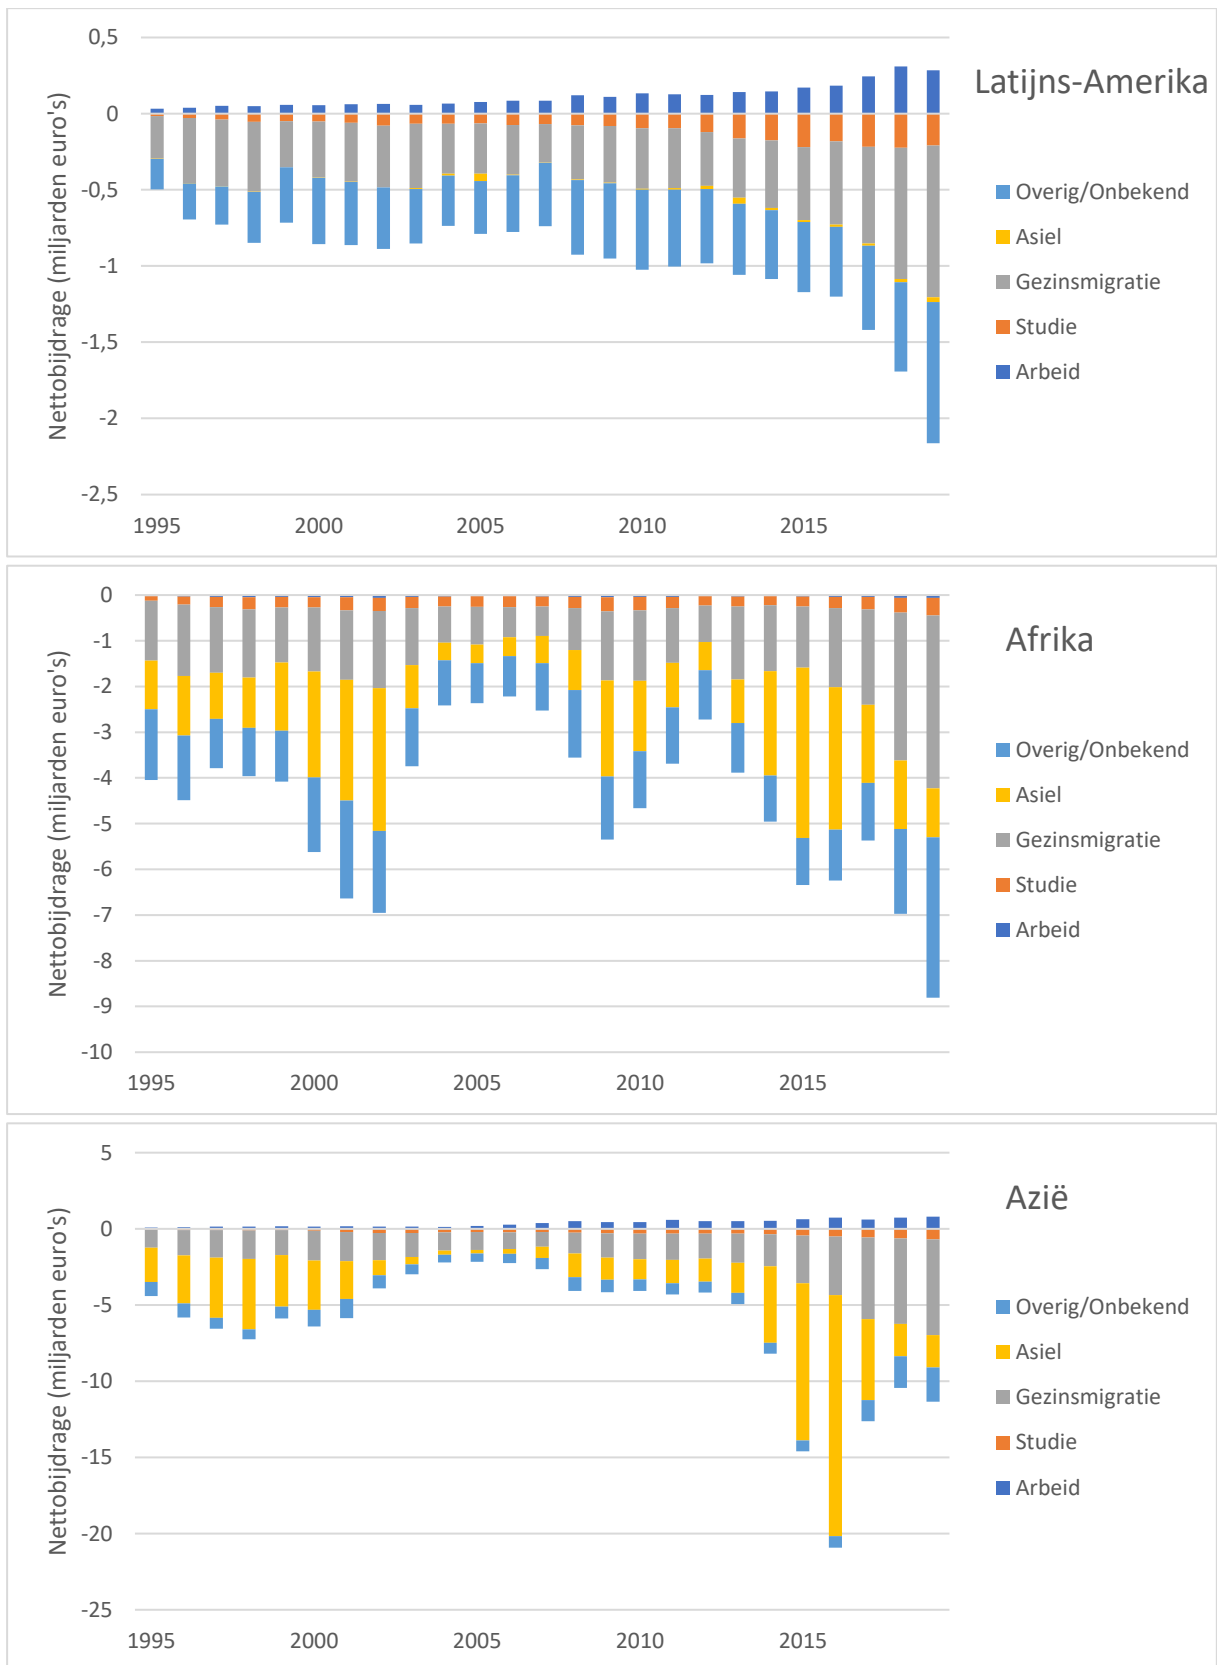 Latijns-Amerika
Nettobijdrage (miljarden euro's)
0,5
0
-0,5
-1
-1,5
-2
-2,5
1995 2000 2005 2010 2015
Overig/Onbekend
Asiel
Gezinsmigratie
Studie
Arbeid
Afrika
Nettobijdrage (miljarden euro's)
0
-1
-2
-3
-4
-5
-6
-7
-8
-9
-10
1995 2000 2005 2010 2015
Overig/Onbekend
Asiel
Gezinsmigratie
Studie
Arbeid
Azië
Nettobijdrage (miljarden euro's)
5
0
-5
-10
-15
-20
-25
1995 2000 2005 2010 2015
Overig/Onbekend
Asiel
Gezinsmigratie
Studie
Arbeid